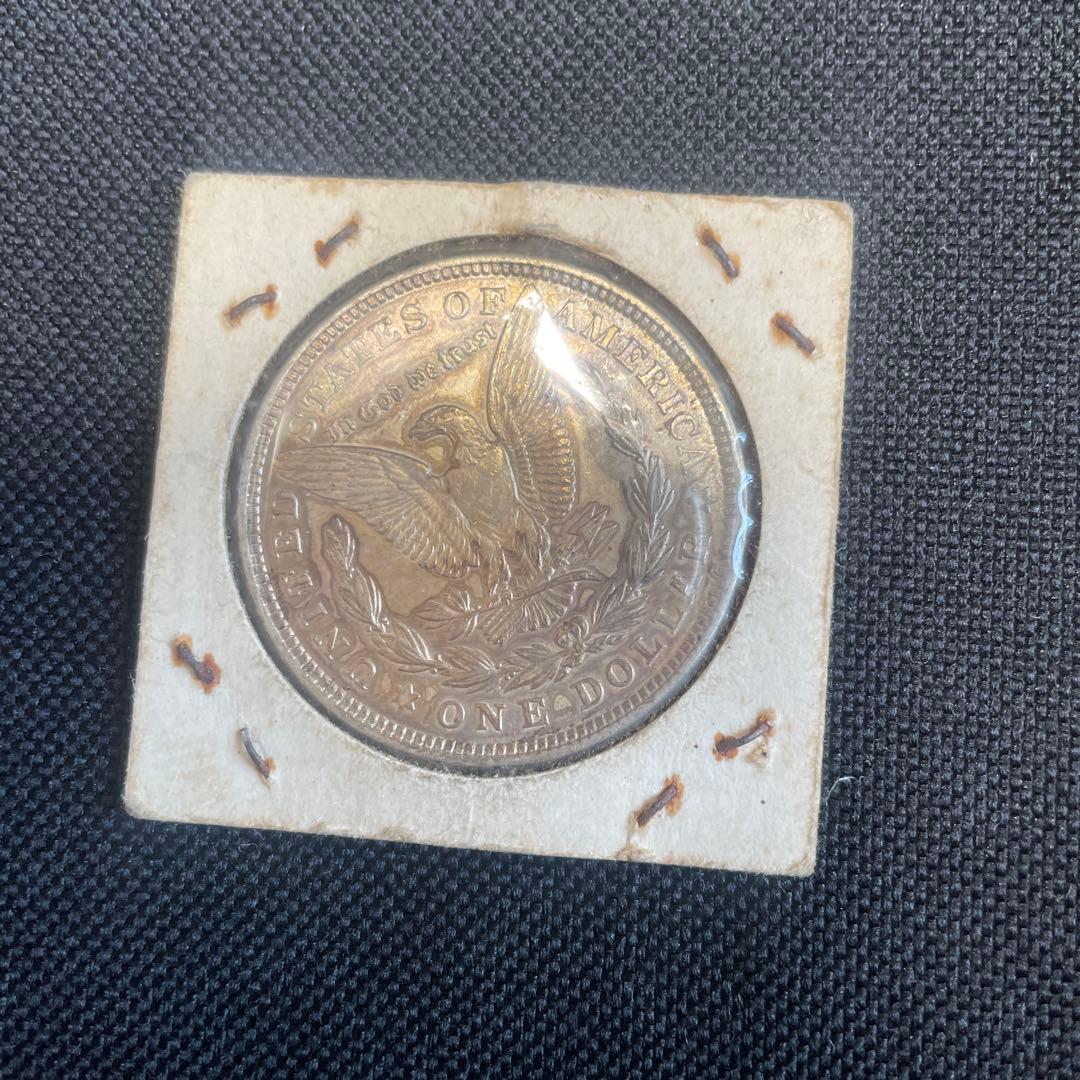 UNITED STATES OF AMERICA
In God we trust
ONE DOLLAR